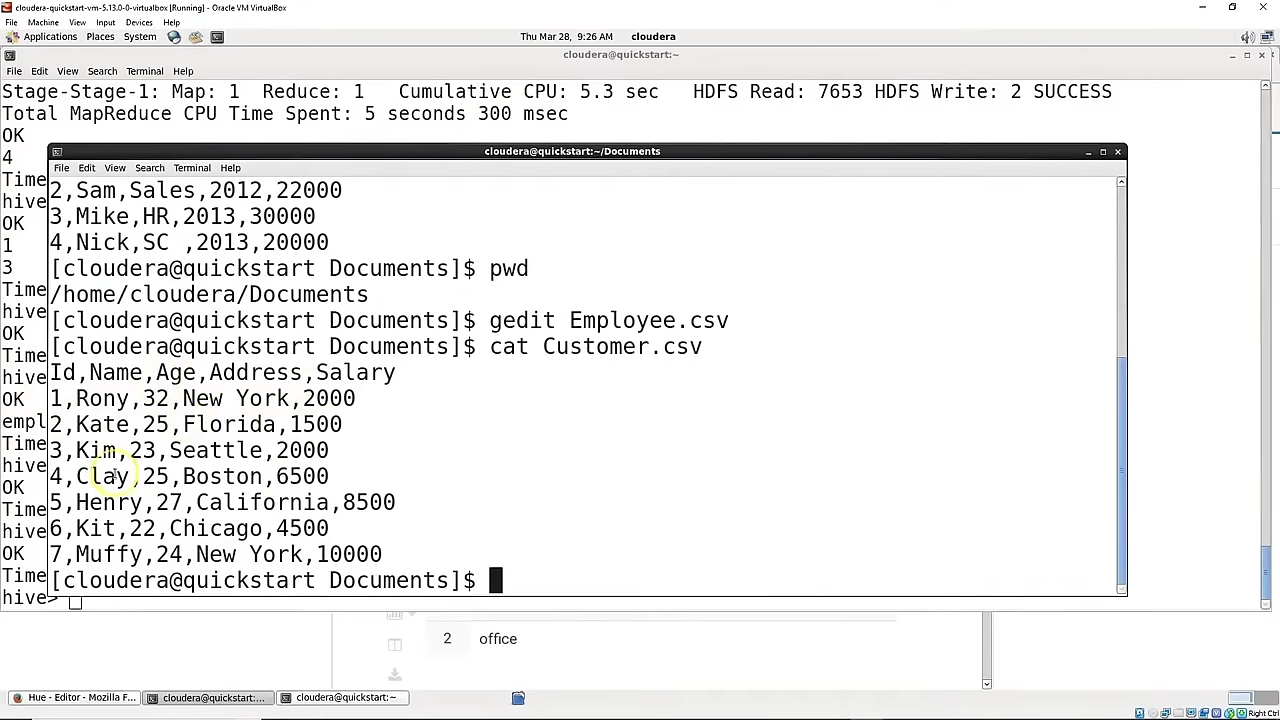 cloudera-quickstart-vm-5.13.0-0-virtualbox [Running] - Oracle VM VirtualBox
File Machine View Input Devices Help
Applications Places System Thu Mar 28, 9:26 AM cloudera
cloudera@quickstart:~
File Edit View Search Terminal Help
Stage-Stage-1: Map: 1 Reduce: 1 Cumulative CPU: 5.3 sec HDFS Read: 7653 HDFS Write: 2 SUCCESS
Total MapReduce CPU Time Spent: 5 seconds 300 msec
OK
4
Time
hive
OK
1
3
Time
hive
OK
Time
hive
OK
empl
Time
hive
OK
Time
hive
OK
Time
hive>
cloudera@quickstart:~/Documents
File Edit View Search Terminal Help
2,Sam,Sales,2012,22000
3,Mike,HR,2013,30000
4,Nick,SC ,2013,20000
[cloudera@quickstart Documents]$ pwd
/home/cloudera/Documents
[cloudera@quickstart Documents]$ gedit Employee.csv
[cloudera@quickstart Documents]$ cat Customer.csv
Id,Name,Age,Address,Salary
1,Rony,32,New York,2000
2,Kate,25,Florida,1500
3,Kim,23,Seattle,2000
4,Clay,25,Boston,6500
5,Henry,27,California,8500
6,Kit,22,Chicago,4500
7,Muffy,24,New York,10000
[cloudera@quickstart Documents]$
2 office
Hue - Editor - Mozilla F... cloudera@quickstart:... cloudera@quickstart:~
Right Ctrl